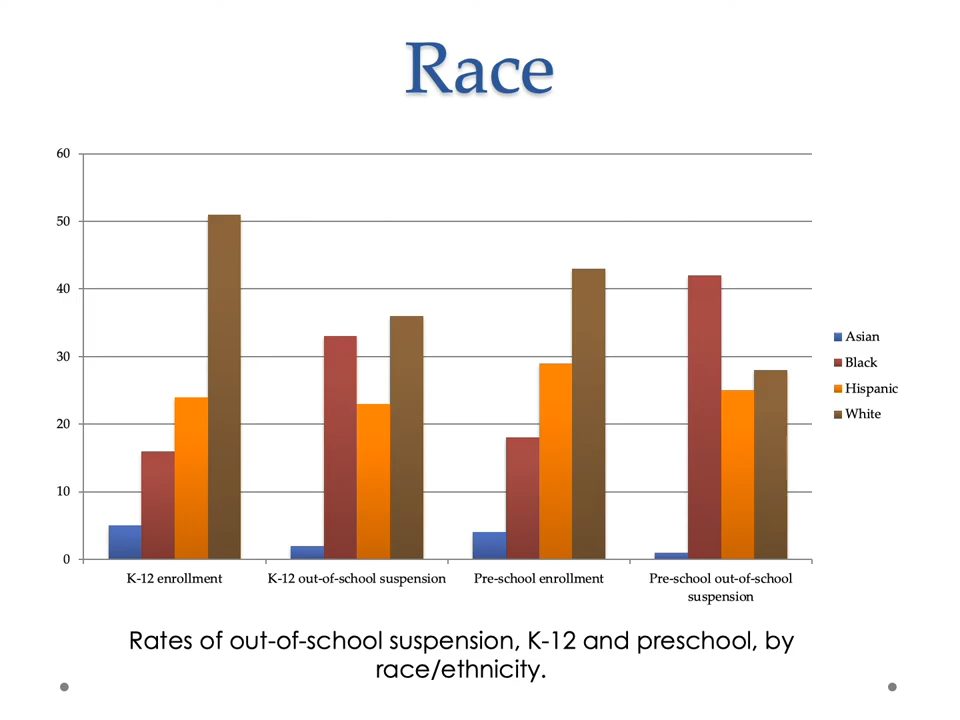 Race
60
50
40
30
20
10
0
K-12 enrollment
K-12 out-of-school suspension
Pre-school enrollment
Pre-school out-of-school
suspension
Asian
Black
Hispanic
White
Rates of out-of-school suspension, K-12 and preschool, by
race/ethnicity.